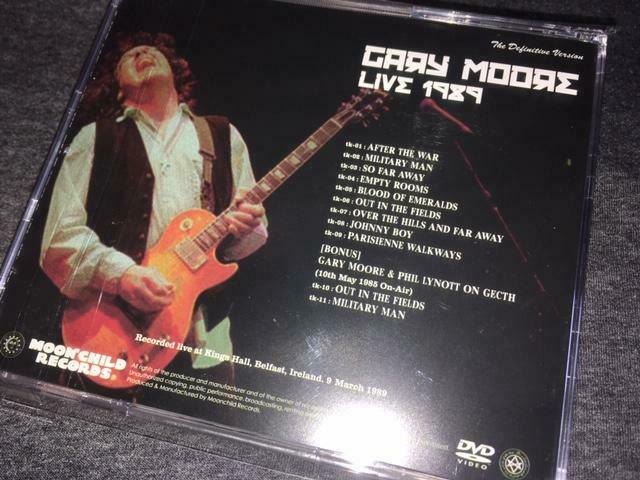 The Definitive Version
GARY MOORE
LIVE 1989
tk-01 : AFTER THE WAR
tk-02 : MILITARY MAN
tk-03 : SO FAR AWAY
tk-04 : EMPTY ROOMS
tk-05 : BLOOD OF EMERALDS
tk-06 : OUT IN THE FIELDS
tk-07 : OVER THE HILLS AND FAR AWAY
tk-08 : JOHNNY BOY
tk-09 : PARISIENNE WALKWAYS
[BONUS]
GARY MOORE & PHIL LYNOTT ON GECTH
(10th May 1985 On-Air)
tk-10 : OUT IN THE FIELDS
tk-11 : MILITARY MAN
Recorded live at Kings Hall, Belfast, Ireland. 9 March 1989
MOONCHILD
RECORDS
All rights of the producer and manufacturer and of the owner of
Unauthorized copying, public performance, broadcasting, renting
Produced & Manufactured by Moonchild Records.
DVD
VIDEO